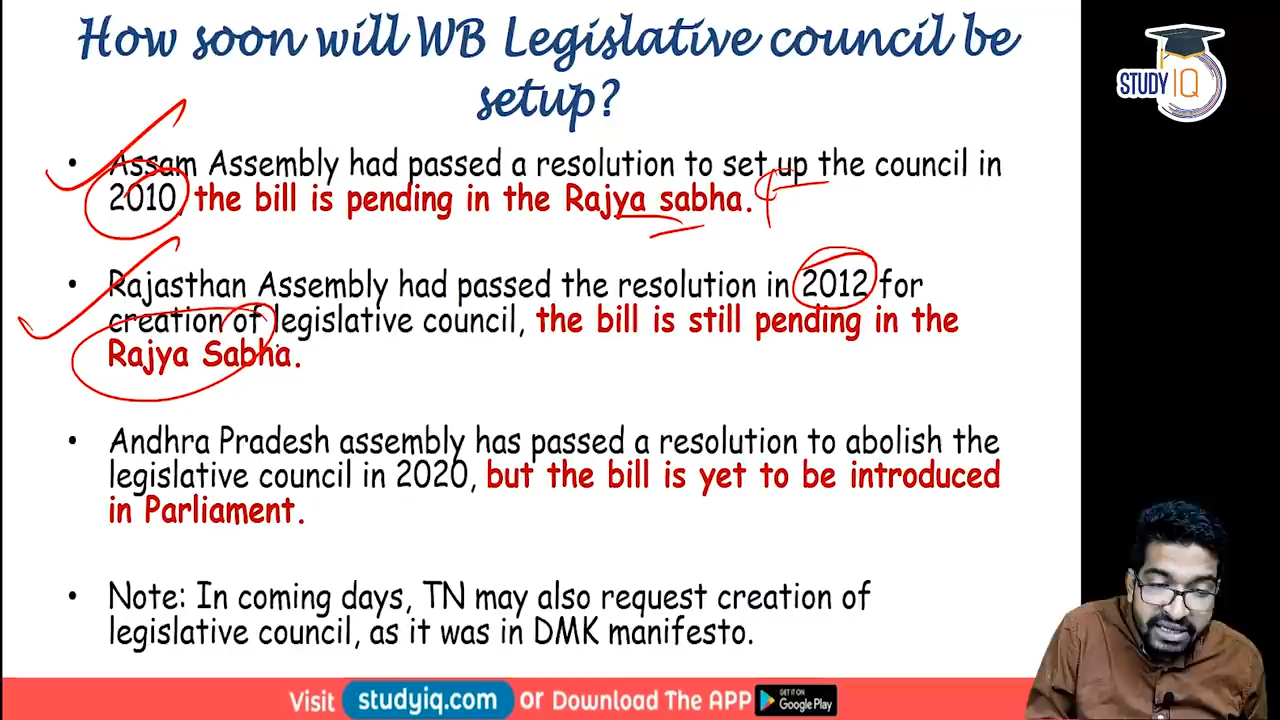 How soon will WB Legislative council be
setup?
STUDY IQ
• Assam Assembly had passed a resolution to set up the council in
2010, the bill is pending in the Rajya sabha.
• Rajasthan Assembly had passed the resolution in 2012 for
creation of legislative council, the bill is still pending in the
Rajya Sabha.
• Andhra Pradesh assembly has passed a resolution to abolish the
legislative council in 2020, but the bill is yet to be introduced
in Parliament.
• Note: In coming days, TN may also request creation of
legislative council, as it was in DMK manifesto.
Visit studyiq.com or Download The APP GET IT ON Google Play